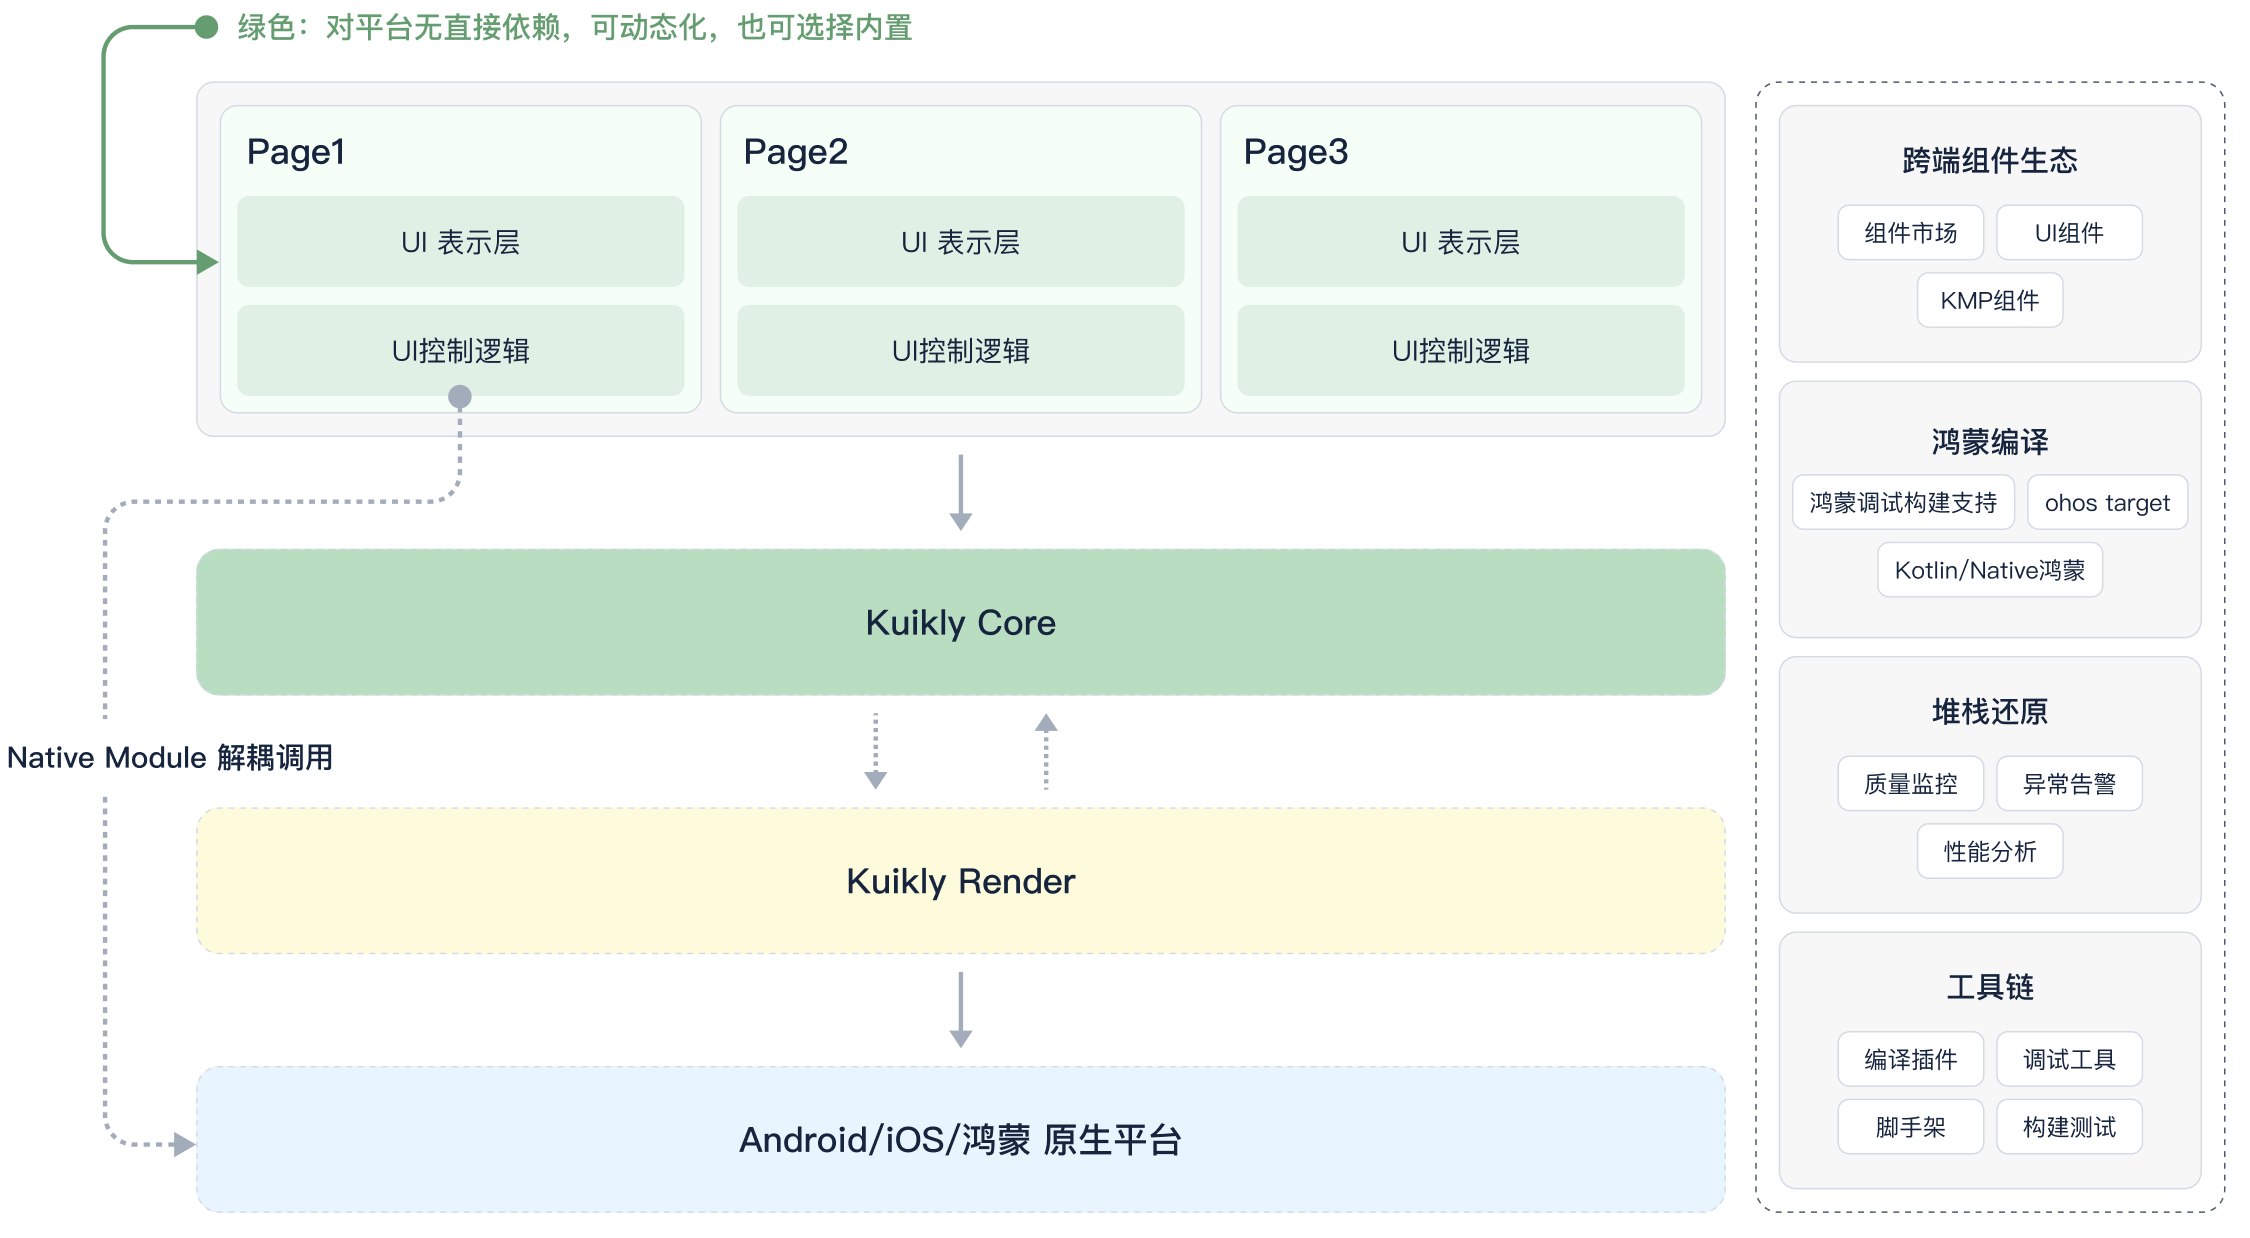 绿色：对平台无直接依赖，可动态化，也可选择内置
Page1
UI 表示层
UI控制逻辑
Page2
UI 表示层
UI控制逻辑
Page3
UI 表示层
UI控制逻辑
Kuikly Core
Native Module 解耦调用
Kuikly Render
Android/iOS/鸿蒙 原生平台
跨端组件生态
组件市场
UI组件
KMP组件
鸿蒙编译
鸿蒙调试构建支持
ohos target
Kotlin/Native鸿蒙
堆栈还原
质量监控
异常告警
性能分析
工具链
编译插件
调试工具
脚手架
构建测试